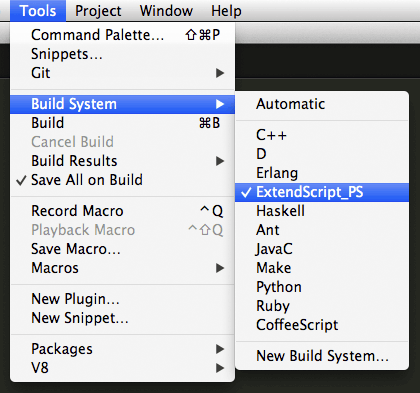 Tools Project Window Help
Command Palette... ⇧⌘P
Snippets...
Git ▶
Build System ▶
Build ⌘B
Cancel Build
Build Results ▶
✓ Save All on Build
Record Macro ^Q
Playback Macro ^⇧Q
Save Macro...
Macros ▶
New Plugin...
New Snippet...
Packages ▶
V8 ▶
Automatic
C++
D
Erlang
✓ ExtendScript_PS
Haskell
Ant
JavaC
Make
Python
Ruby
CoffeeScript
New Build System...